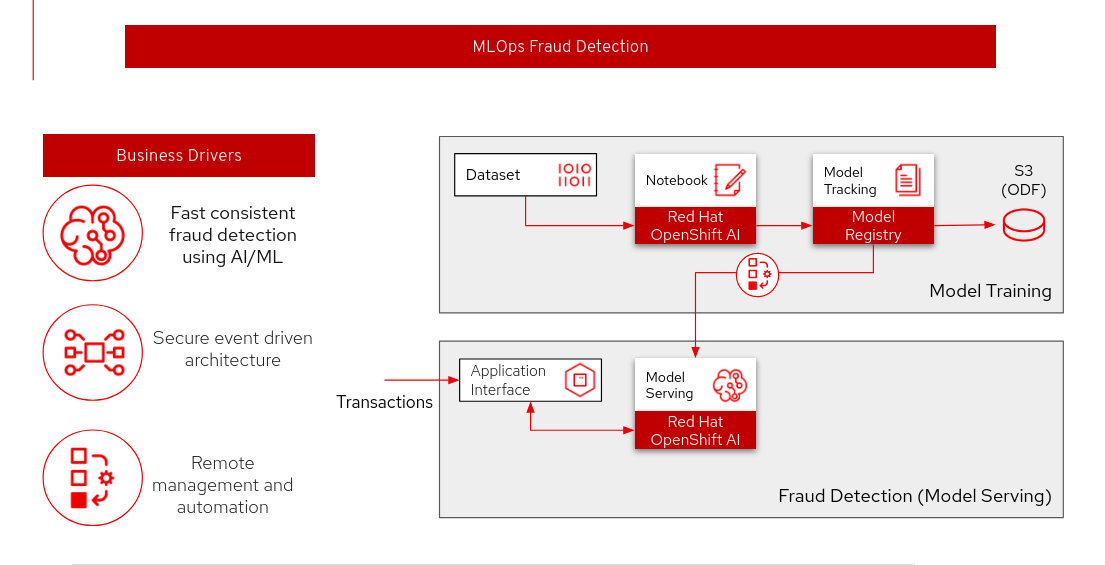 MLOps Fraud Detection
Business Drivers
Fast consistent
fraud detection
using AI/ML
Secure event driven
architecture
Remote
management and
automation
Dataset
1010
11011
Notebook
Red Hat
OpenShift AI
Model
Tracking
Model
Registry
S3
(ODF)
Model Training
Transactions
Application
Interface
Model
Serving
Red Hat
OpenShift AI
Fraud Detection (Model Serving)